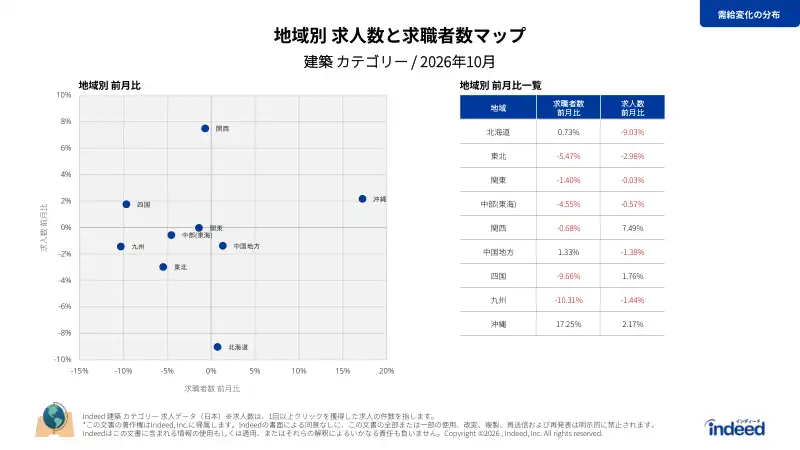 需給変化の分布
地域別 求人数と求職者数マップ
建築 カテゴリー / 2026年10月
地域別 前月比
10%
8%
6%
4%
2%
0%
-2%
-4%
-6%
-8%
-10%
-15%
-10%
-5%
0%
5%
10%
15%
20%
求人数 前月比
求職者数 前月比
関西
沖縄
四国
関東
中部(東海)
九州
中国地方
東北
北海道
地域別 前月比一覧
地域 求職者数 前月比 求人数 前月比
北海道 0.73% -9.03%
東北 -5.47% -2.98%
関東 -1.40% -0.03%
中部(東海) -4.55% -0.57%
関西 -0.68% 7.49%
中国地方 1.33% -1.38%
四国 -9.66% 1.76%
九州 -10.31% -1.44%
沖縄 17.25% 2.17%
Indeed 建築 カテゴリー 求人データ（日本）※求人数は、1回以上クリックを獲得した求人の件数を指します。
*この文書の著作権はIndeed, Inc.に帰属します。Indeedの書面による同意なしに、この文書の全部または一部の使用、改変、複製、再送信および再発表は明示的に禁止されます。
Indeedはこの文書に含まれる情報の使用もしくは適用、またはそれらの解釈によるいかなる責任も負いません。Copyright ©2026 , Indeed, Inc. All rights reserved.
インディード
indeed